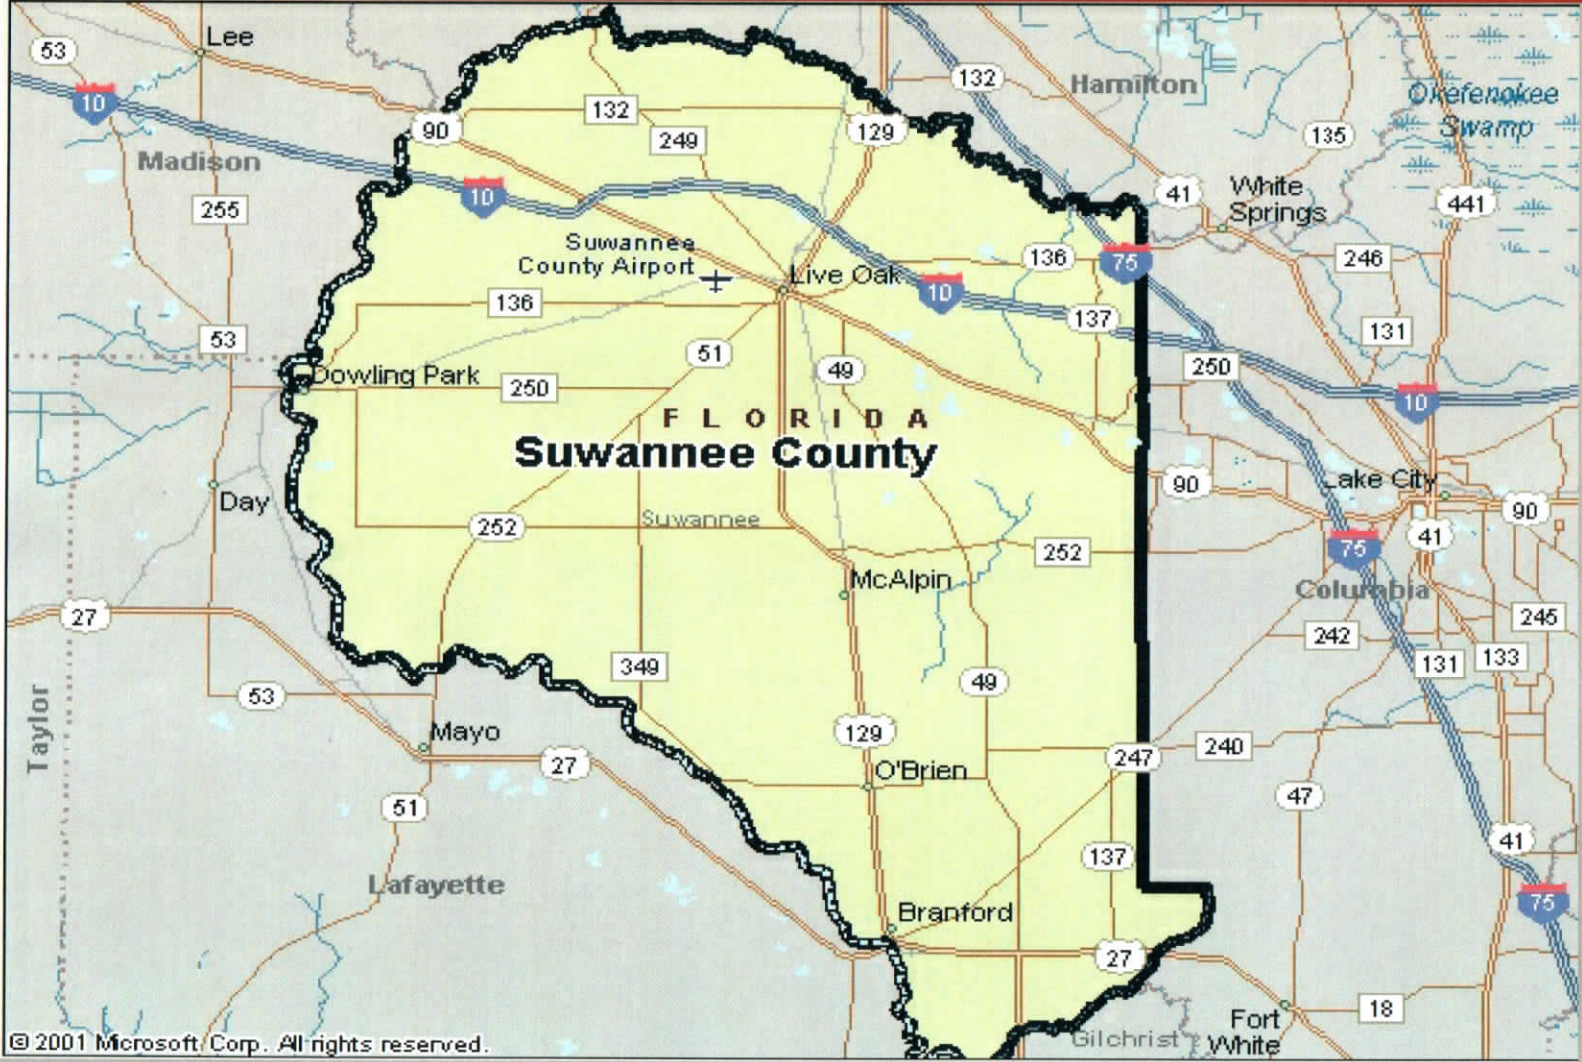 53
Lee
10
90
132
249
129
132
Hamilton
Okefenokee
Swamp
135
Madison
255
10
41
White
Springs
441
Suwannee
County Airport
Live Oak
136
75
246
10
136
137
131
53
51
49
250
Dowling Park
250
10
FLORIDA
Suwannee County
Day
90
Lake City
90
252
Suwannee
252
41
75
McAlpin
Columbia
27
242
245
131
133
349
49
53
Taylor
Mayo
129
247
240
27
O'Brien
51
47
137
41
Lafayette
Branford
75
27
Fort
White
18
Gilchrist
© 2001 Microsoft Corp. All rights reserved.